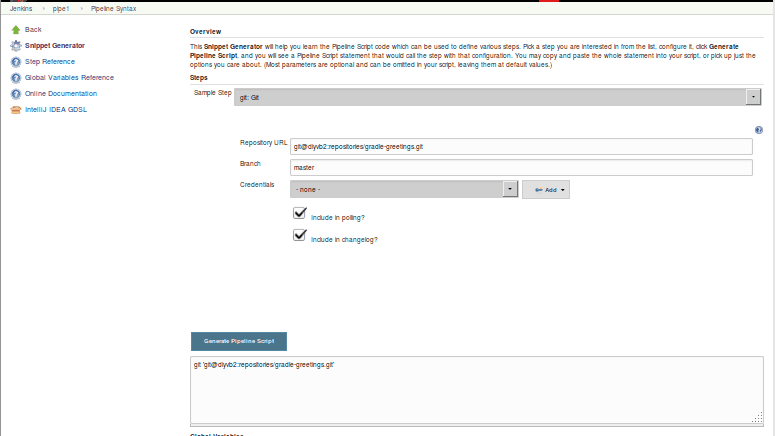 Jenkins › pipe1 › Pipeline Syntax
Back
Snippet Generator
Step Reference
Global Variables Reference
Online Documentation
IntelliJ IDEA GDSL
Overview
This Snippet Generator will help you learn the Pipeline Script code which can be used to define various steps. Pick a step you are interested in from the list, configure it, click Generate
Pipeline Script, and you will see a Pipeline Script statement that would call the step with that configuration. You may copy and paste the whole statement into your script, or pick up just the
options you care about. (Most parameters are optional and can be omitted in your script, leaving them at default values.)
Steps
Sample Step git: Git
Repository URL git@diyvb2:repositories/gradle-greetings.git
Branch master
Credentials - none - Add
Include in polling?
Include in changelog?
Generate Pipeline Script
git 'git@diyvb2:repositories/gradle-greetings.git'
Global Variables